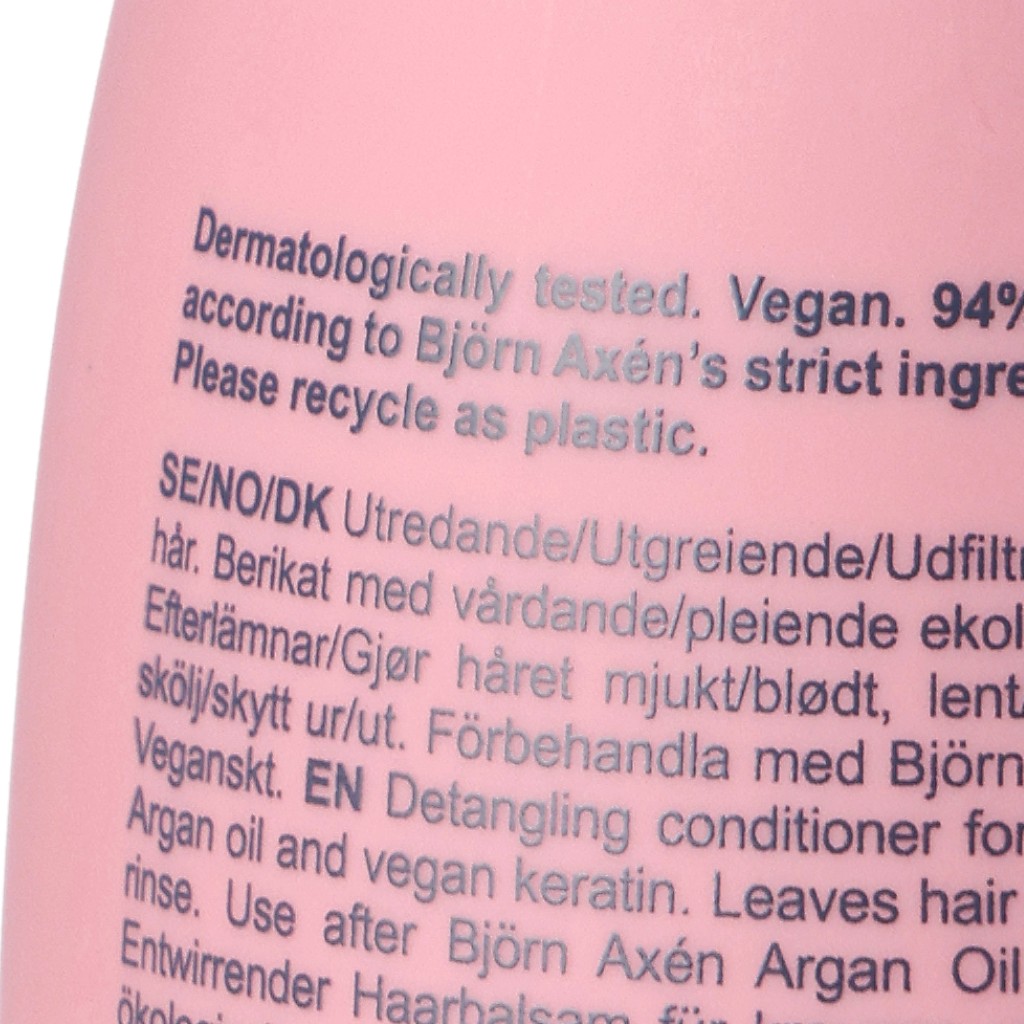 Dermatologically tested. Vegan. 94%
according to Björn Axén's strict ingre
Please recycle as plastic.
SE/NO/DK Utredande/Utgreiende/Udfilt
hår. Berikat med vårdande/pleiende ekol
Efterlämnar/Gjør håret mjukt/blødt, lent
skölj/skytt ur/ut. Förbehandla med Björn
Veganskt. EN Detangling conditioner for
Argan oil and vegan keratin. Leaves hair
rinse. Use after Björn Axén Argan Oil
Entwirrender Haarbalsam für